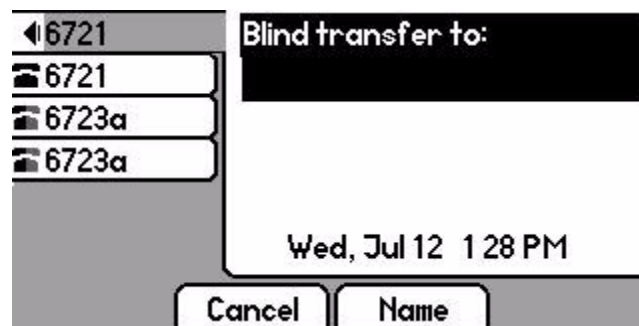 6721
6721
6723a
6723a
Blind transfer to:
Wed, Jul 12 1 28 PM
Cancel
Name